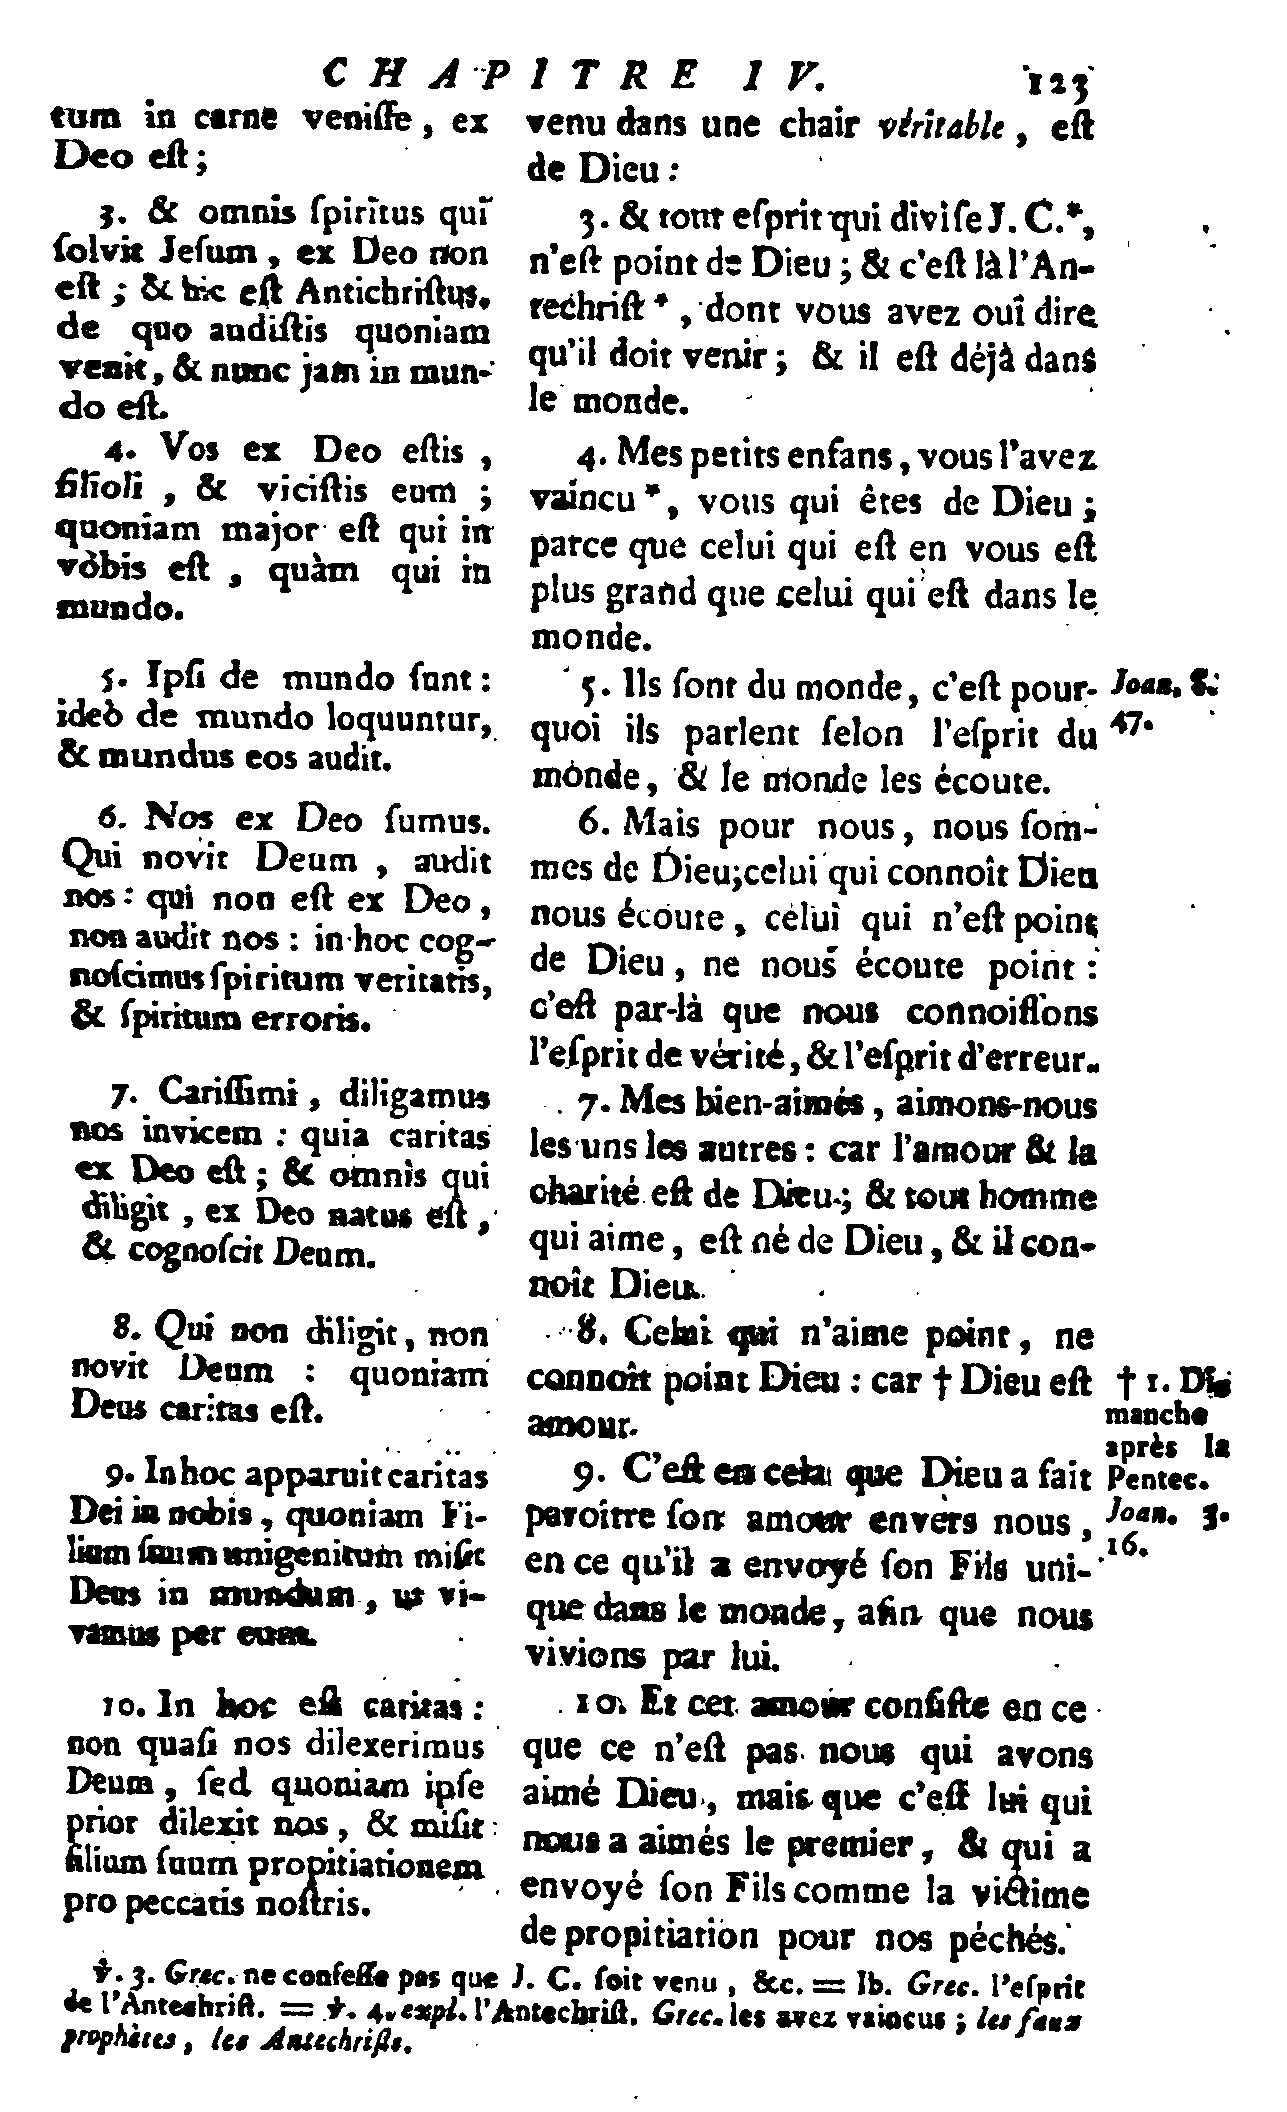 CHAPITRE IV. 123
tum in carne veniſſe, ex
Deo eſt;
3. & omnis ſpiritus qui
ſolvit Jeſum, ex Deo non
eſt; & hic eſt Antichriſtus,
de quo audiſtis quoniam
venit, & nunc jam in mun-
do eſt.
4. Vos ex Deo eſtis,
filioli, & viciſtis eum;
quoniam major eſt qui in
vòbis eſt, quàm qui in
mundo.
5. Ipſi de mundo ſunt:
ideò de mundo loquuntur,
& mundus eos audit.
6. Nos ex Deo ſumus.
Qui novit Deum, audit
nos: qui non eſt ex Deo,
non audit nos: in hoc cog-
noſcimus ſpiritum veritatis,
& ſpiritum erroris.
7. Cariſſimi, diligamus
nos invicem: quia caritas
ex Deo eſt; & omnis qui
diligit, ex Deo natus eſt,
& cognoſcit Deum.
8. Qui non diligit, non
novit Deum: quoniam
Deus caritas eſt.
9. In hoc apparuit caritas
Dei in nobis, quoniam Fi-
lium ſuum unigenitum miſit
Deus in mundum, ut vi-
vamus per eum.
10. In hoc eſt caritas:
non quaſi nos dilexerimus
Deum, ſed quoniam ipſe
prior dilexit nos, & miſit
filium ſuum propitiationem
pro peccatis noſtris.
venu dans une chair véritable, eſt
de Dieu:
3. & tout eſprit qui diviſe J. C.*,
n'eſt point de Dieu; & c'eſt là l'An-
techriſt*, dont vous avez ouï dire
qu'il doit venir; & il eſt déjà dans
le monde.
4. Mes petits enfans, vous l'avez
vaincu*, vous qui êtes de Dieu;
parce que celui qui eſt en vous eſt
plus grand que celui qui eſt dans le
monde.
5. Ils ſont du monde, c'eſt pour-
quoi ils parlent ſelon l'eſprit du
monde, & le monde les écoute.
6. Mais pour nous, nous ſom-
mes de Dieu; celui qui connoît Dieu
nous écoute, celui qui n'eſt point
de Dieu, ne nous écoute point:
c'eſt par-là que nous connoiſſons
l'eſprit de vérité, & l'eſprit d'erreur.
7. Mes bien-aimés, aimons-nous
les uns les autres: car l'amour & la
charité eſt de Dieu; & tout homme
qui aime, eſt né de Dieu, & il con-
noît Dieu.
8. Celui qui n'aime point, ne
connoît point Dieu: car † Dieu eſt
amour.
9. C'eſt en cela que Dieu a fait
paroître ſon amour envers nous,
en ce qu'il a envoyé ſon Fils uni-
que dans le monde, afin que nous
vivions par lui.
10. Et cet amour conſiſte en ce
que ce n'eſt pas nous qui avons
aimé Dieu, mais que c'eſt lui qui
nous a aimés le premier, & qui a
envoyé ſon Fils comme la victime
de propitiation pour nos péchés.
Joan. 8.
47.
† 1. Di-
manche
après la
Pentec.
Joan. 3.
16.
℣. 3. Grec. ne confeſſe pas que J. C. ſoit venu, &c. = Ib. Grec. l'eſprit
de l'Antechriſt. = ℣. 4. expl. l'Antechriſt. Grec. les avez vaincus; les faux
prophètes, les Antechriſts.